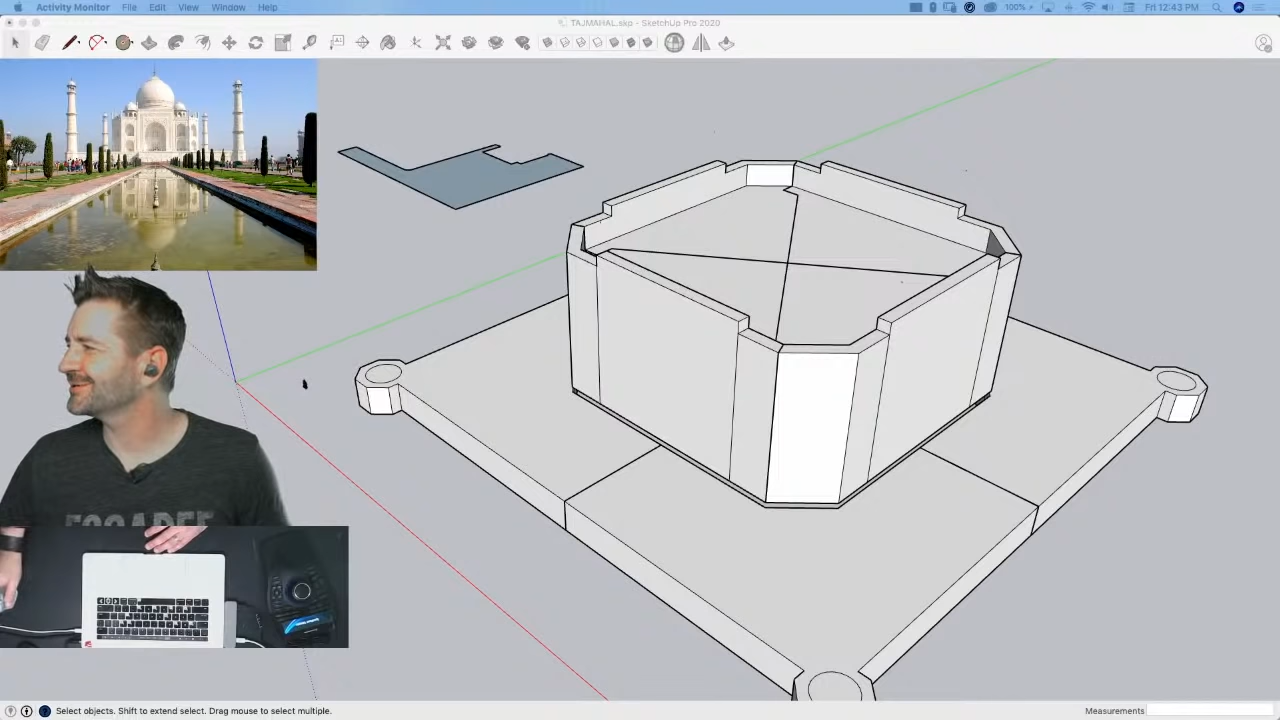 Activity Monitor File Edit View Window Help
100% Fri 12:43 PM
TAJMAHAL.skp - SketchUp Pro 2020
Select objects. Shift to extend select. Drag mouse to select multiple.
Measurements